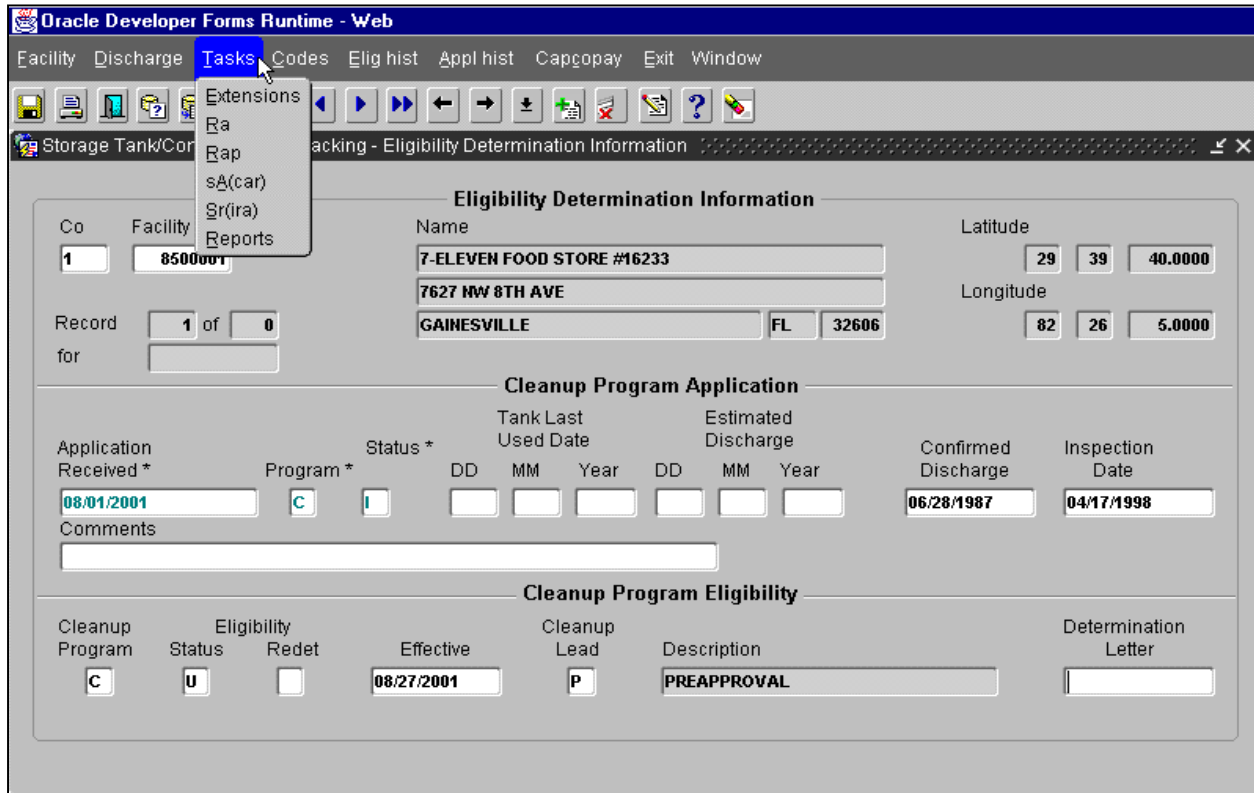 Oracle Developer Forms Runtime - Web
Facility Discharge Tasks Codes Elig hist Appl hist Capcopay Exit Window
Extensions
Ra
Rap
sA(car)
Sr(ira)
Reports
Storage Tank/Con acking - Eligibility Determination Information
Eligibility Determination Information
Co Facility Name Latitude
1 8500001 7-ELEVEN FOOD STORE #16233 29 39 40.0000
7627 NW 8TH AVE Longitude
Record 1 of 0 GAINESVILLE FL 32606 82 26 5.0000
for
Cleanup Program Application
Tank Last Estimated
Application Status * Used Date Discharge Confirmed Inspection
Received * Program * DD MM Year DD MM Year Discharge Date
08/01/2001 C I 06/28/1987 04/17/1998
Comments
Cleanup Program Eligibility
Cleanup Eligibility Cleanup Determination
Program Status Redet Effective Lead Description Letter
C U 08/27/2001 P PREAPPROVAL